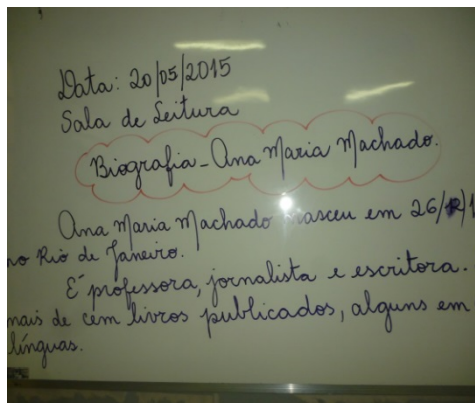 Data: 20/05/2015
Sala de Leitura
Biografia - Ana Maria Machado.
Ana Maria Machado nasceu em 26/
no Rio de Janeiro.
É professora, jornalista e escritora.
mais de cem livros publicados, alguns em
línguas.